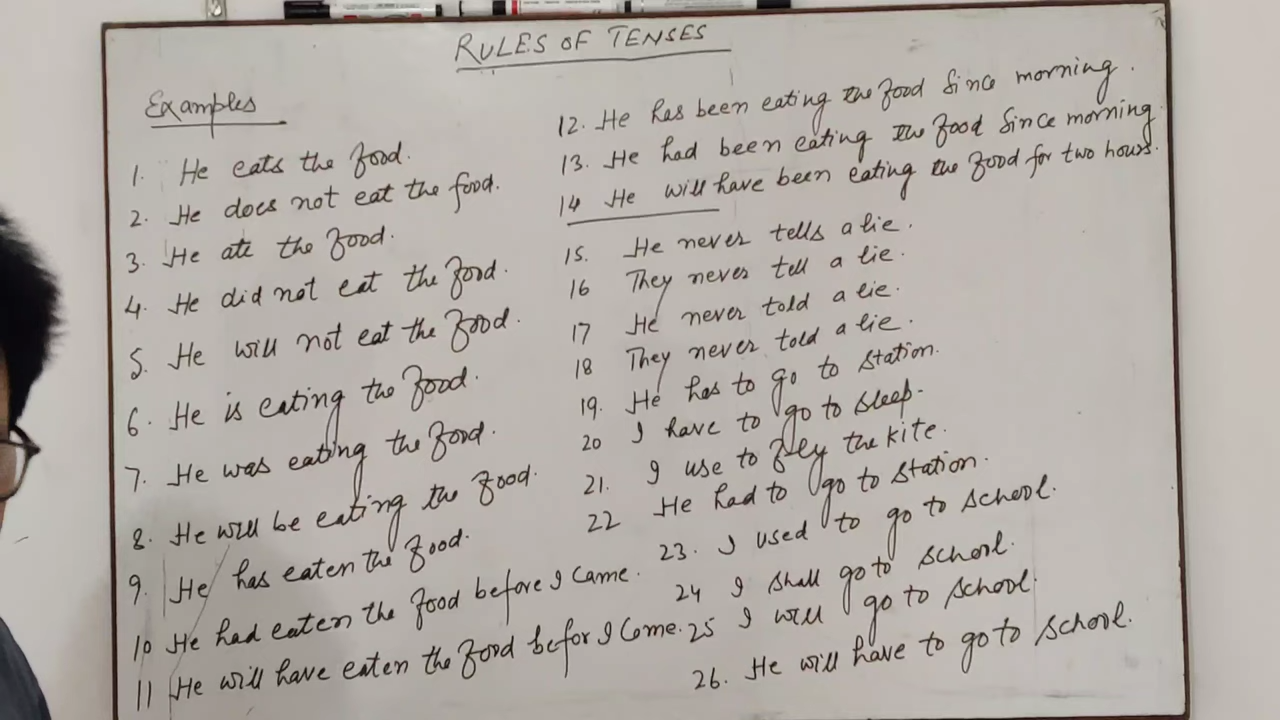 RULES OF TENSES
Examples
1. He eats the food.
2. He does not eat the food.
3. He ate the food.
4. He did not eat the food.
5. He will not eat the food.
6. He is eating the food.
7. He was eating the food.
8. He will be eating the food.
9. He has eaten the food.
10 He had eaten the food before I came.
11 He will have eaten the food befor I come.
12. He has been eating the food since morning.
13. He had been eating the food since morning
14 He will have been eating the food for two hours.
15. He never tells a lie.
16 They never tell a lie.
17 He never told a lie.
18 They never told a lie.
19. He has to go to station.
20 I have to go to sleep.
21. I use to fly the kite.
22 He had to go to station.
23. I used to go to school.
24 I shall go to school.
25 I will go to school.
26. He will have to go to school.